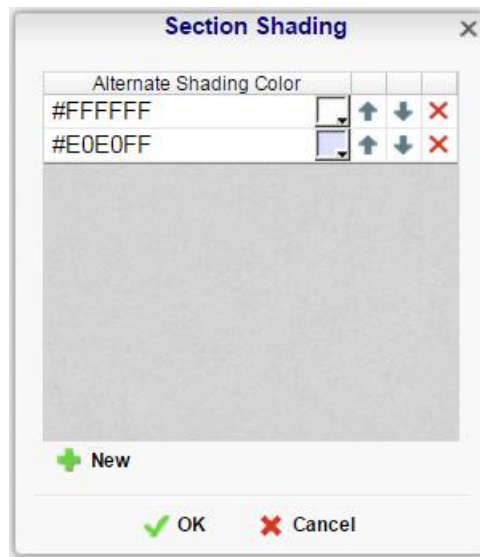 Section Shading
Alternate Shading Color
#FFFFFF
#E0E0FF
New
OK Cancel